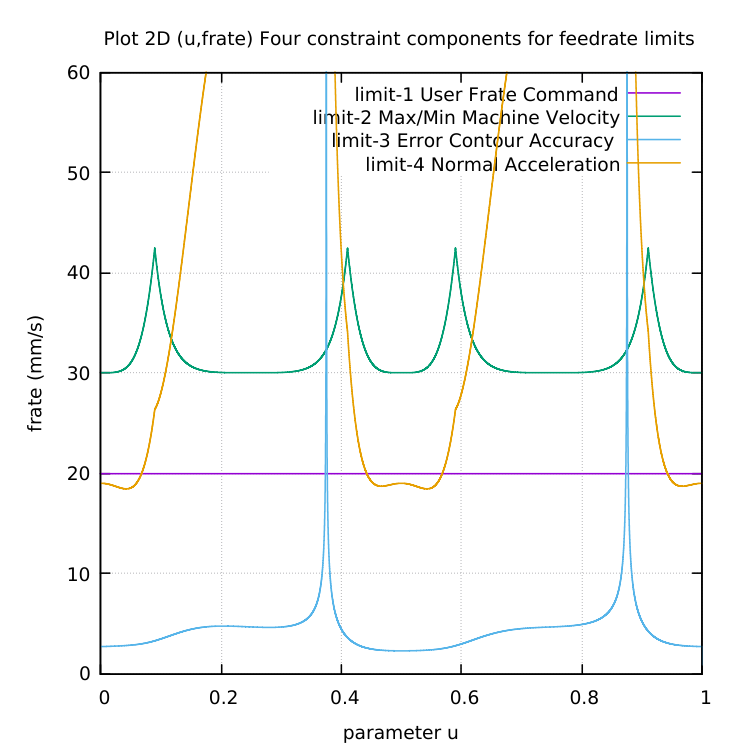 Plot 2D (u,frate) Four constraint components for feedrate limits
60
50
40
30
20
10
0
frate (mm/s)
limit-1 User Frate Command
limit-2 Max/Min Machine Velocity
limit-3 Error Contour Accuracy
limit-4 Normal Acceleration
0 0.2 0.4 0.6 0.8 1
parameter u